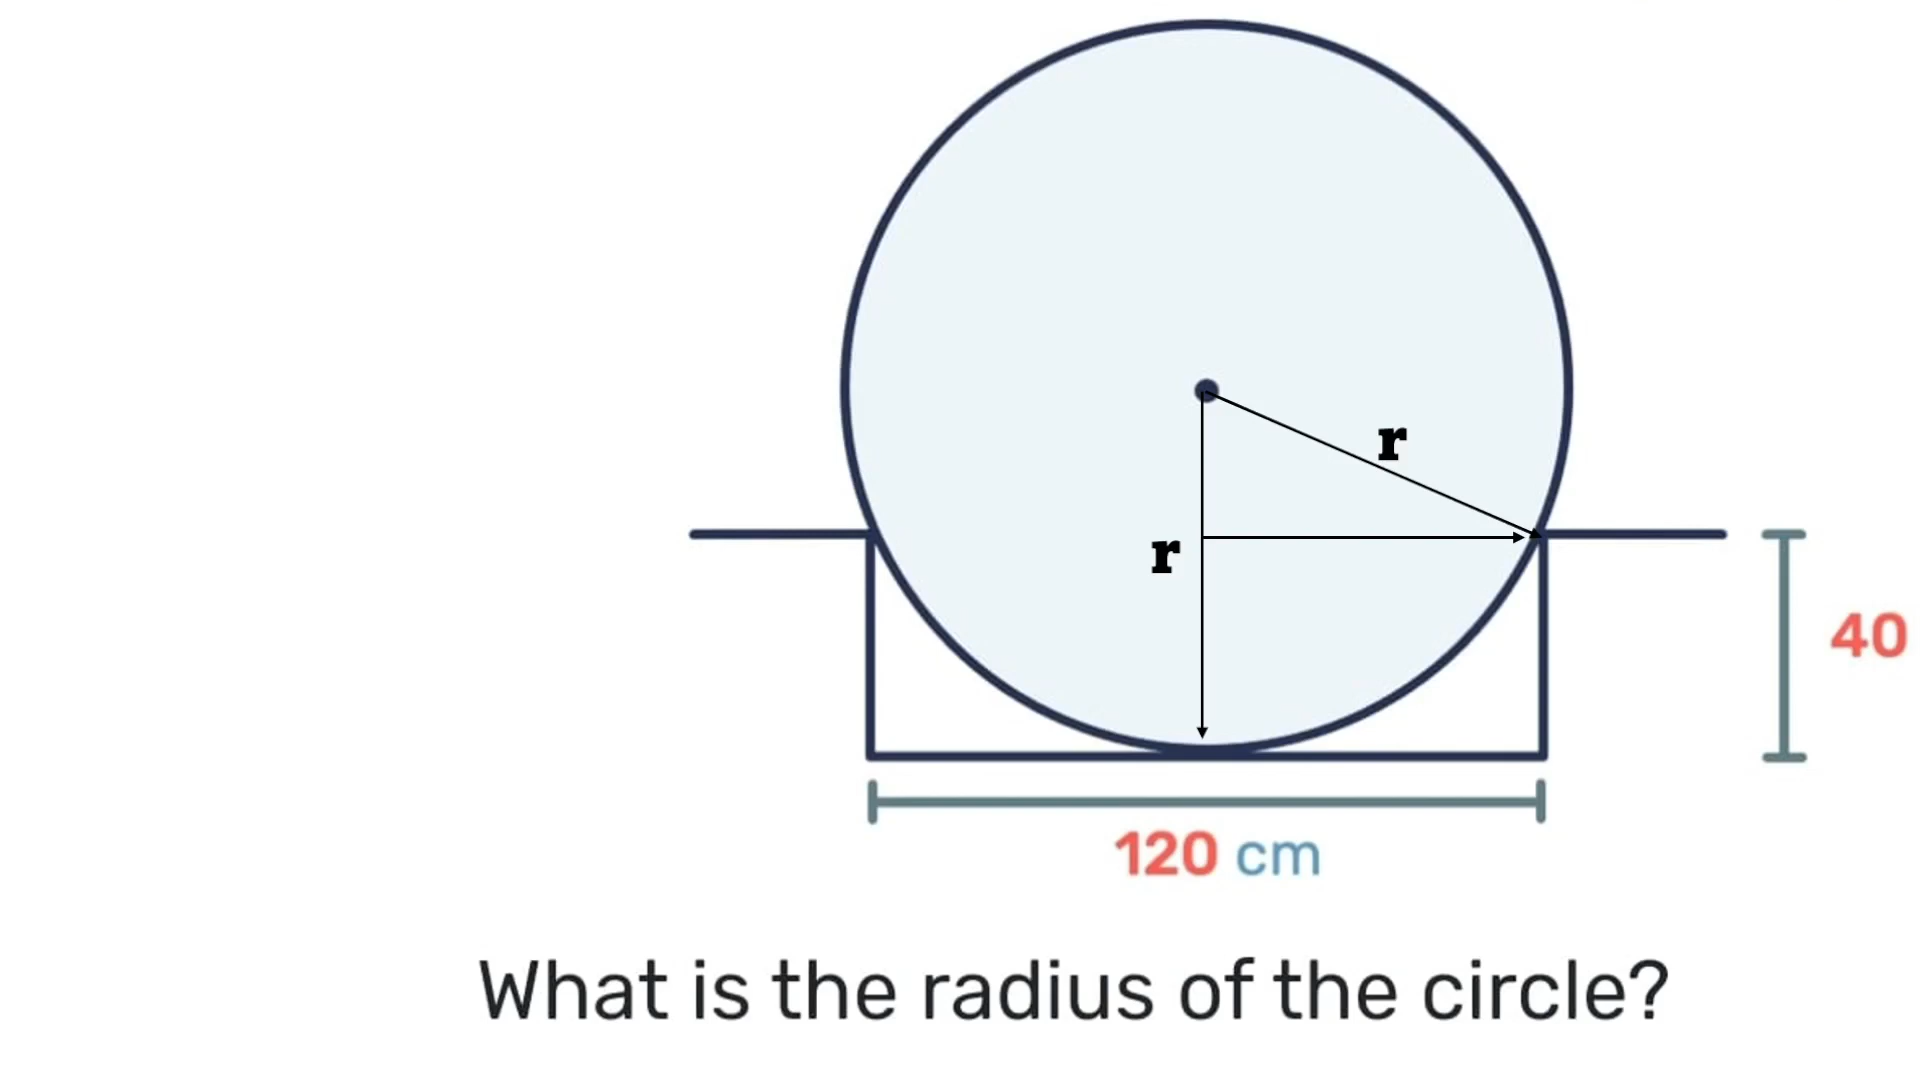 r
r
40
120 cm
What is the radius of the circle?